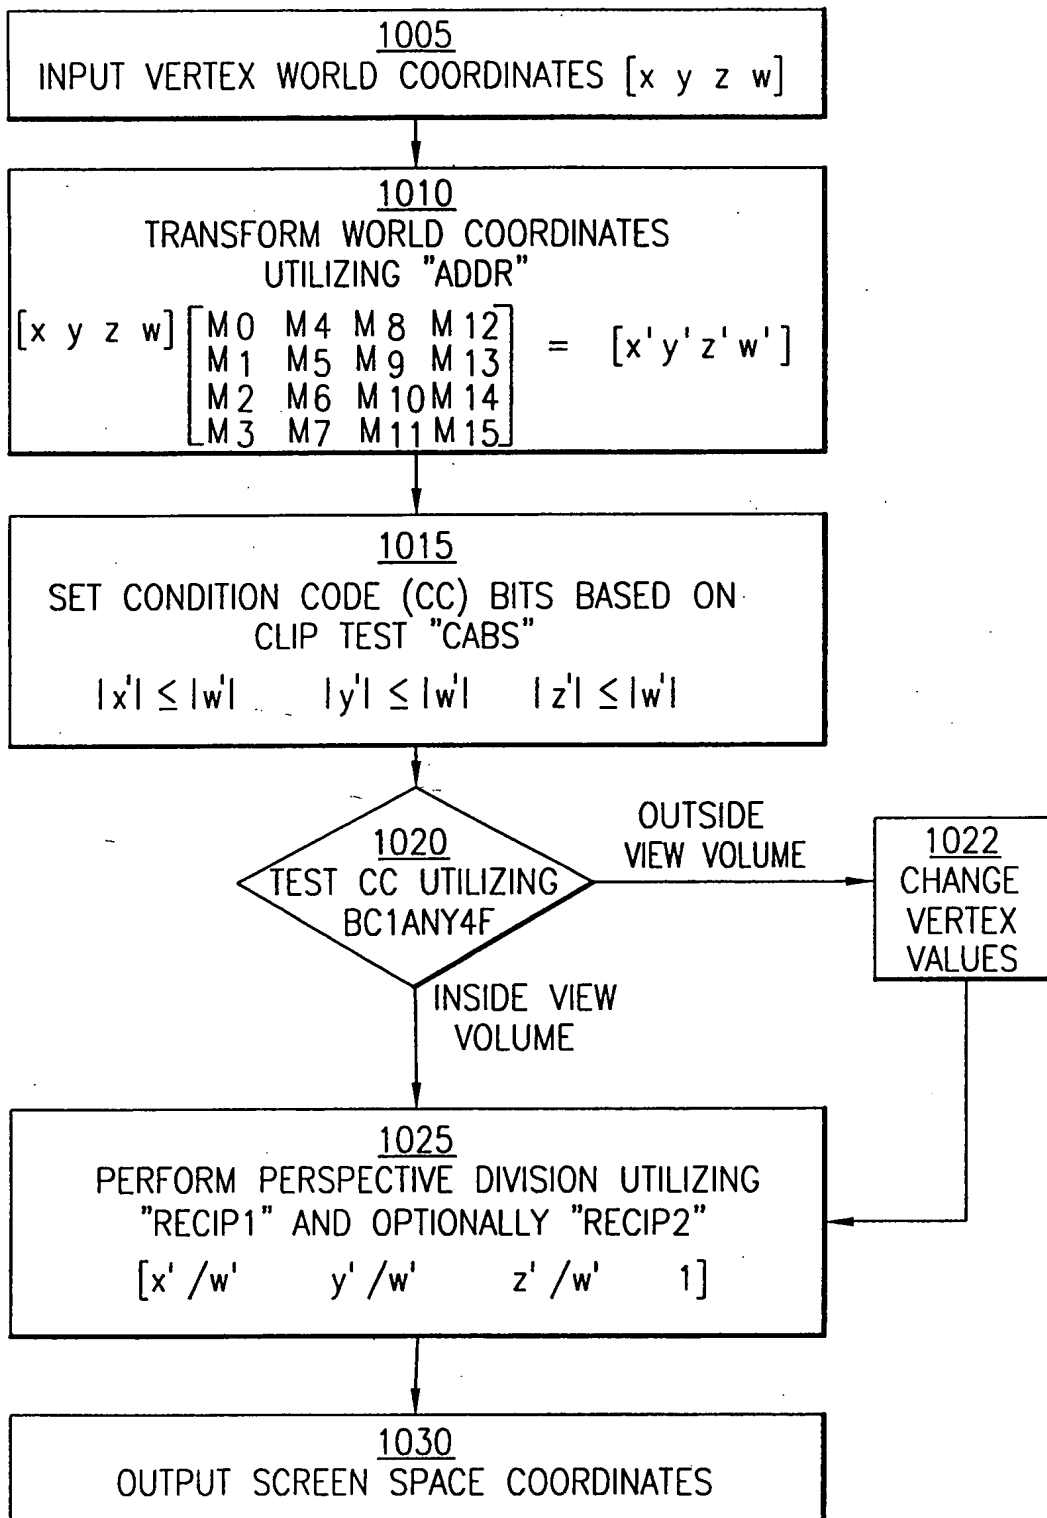 1005
INPUT VERTEX WORLD COORDINATES [x y z w]
1010
TRANSFORM WORLD COORDINATES
UTILIZING "ADDR"
[x y z w] [M0 M4 M8 M12 = [x' y' z' w']
M1 M5 M9 M13
M2 M6 M10 M14
M3 M7 M11 M15]
1015
SET CONDITION CODE (CC) BITS BASED ON
CLIP TEST "CABS"
|x'| ≤ |w'| |y'| ≤ |w'| |z'| ≤ |w'|
1020
TEST CC UTILIZING
BC1ANY4F
OUTSIDE
VIEW VOLUME
1022
CHANGE
VERTEX
VALUES
INSIDE VIEW
VOLUME
1025
PERFORM PERSPECTIVE DIVISION UTILIZING
"RECIP1" AND OPTIONALLY "RECIP2"
[x' /w' y' /w' z' /w' 1]
1030
OUTPUT SCREEN SPACE COORDINATES